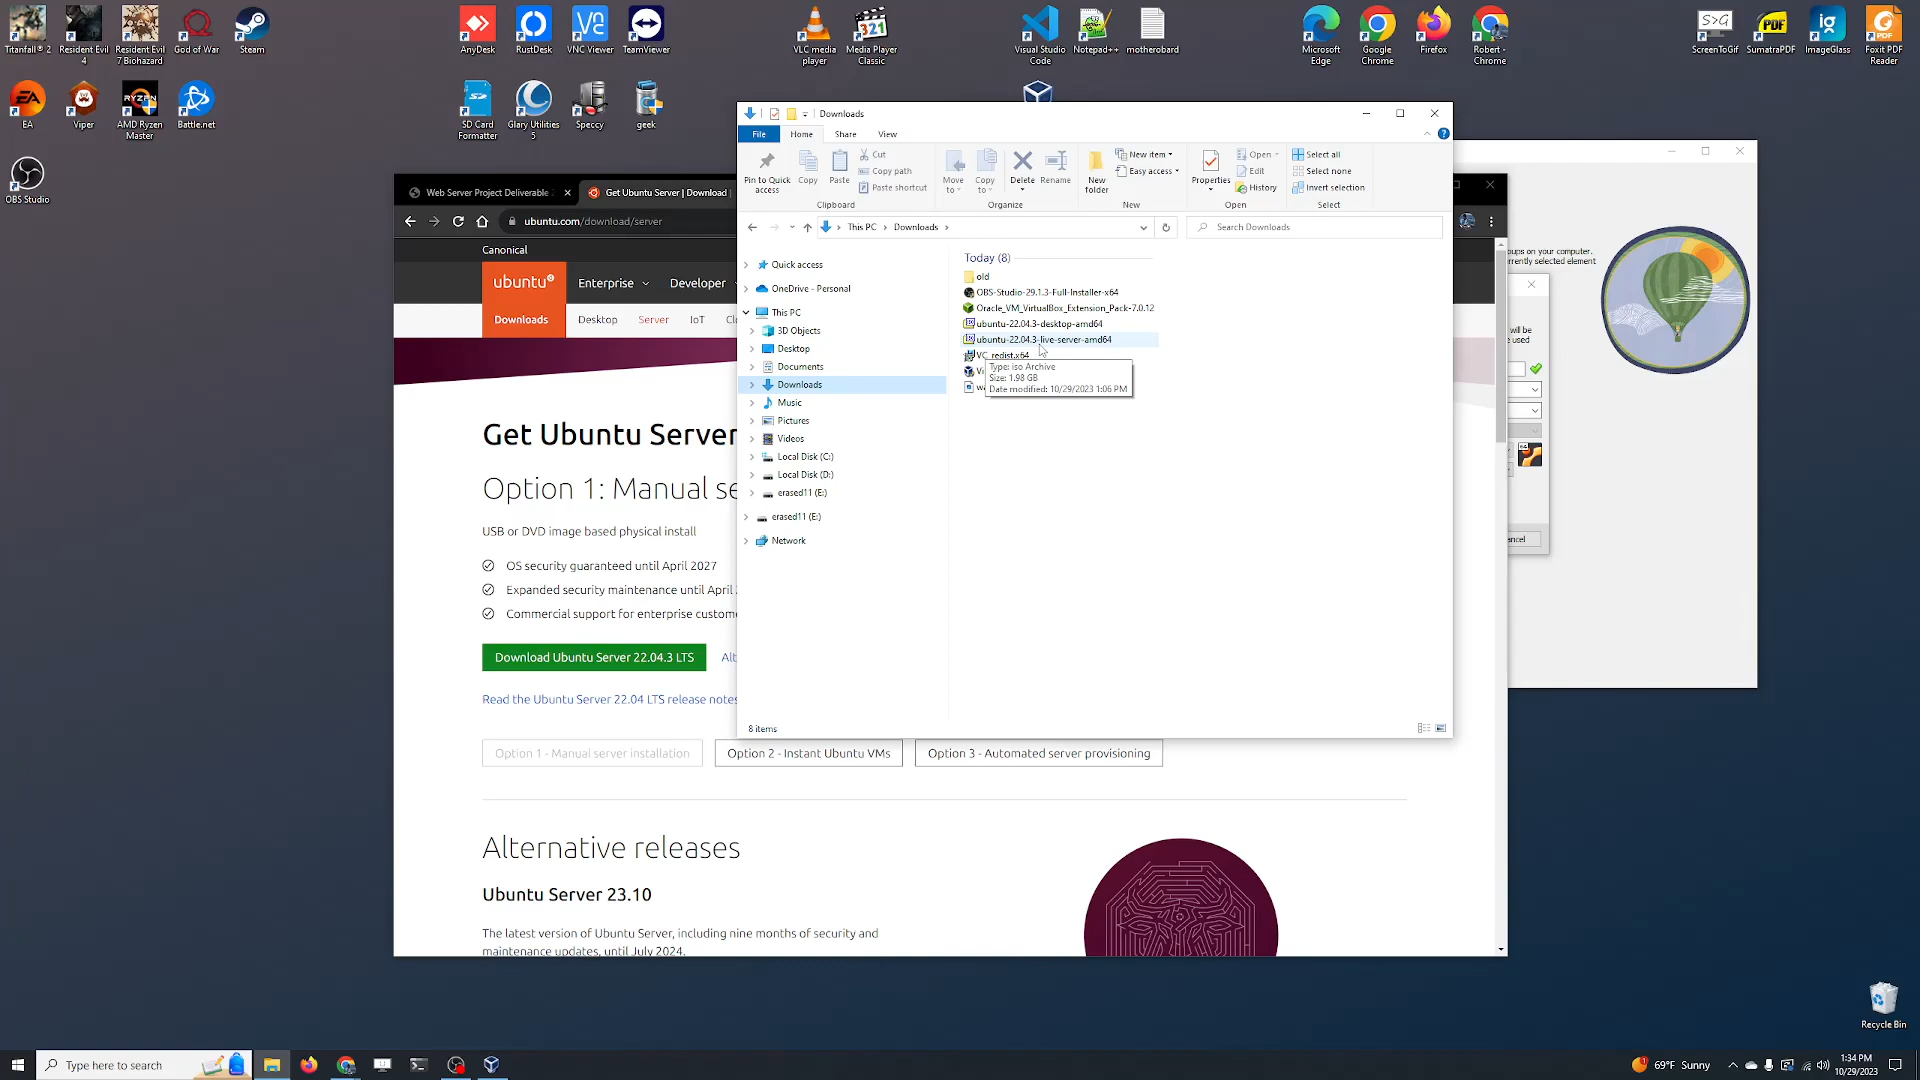 Titanfall® 2
Resident Evil 4
Resident Evil 7 Biohazard
God of War
Steam
AnyDesk
RustDesk
VNC Viewer
TeamViewer
VLC media player
Media Player Classic
Visual Studio Code
Notepad++
motherobard
Microsoft Edge
Google Chrome
Firefox
Robert - Chrome
ScreenToGif
SumatraPDF
ImageGlass
Foxit PDF Reader
EA
Viper
AMD Ryzen Master
Battle.net
SD Card Formatter
Glary Utilities 5
Speccy
geek
OBS Studio
Downloads
File
Home
Share
View
Pin to Quick access
Copy
Paste
Cut
Copy path
Paste shortcut
Clipboard
Move to
Copy to
Delete
Rename
Organize
New folder
New item
Easy access
New
Properties
Open
Edit
History
Open
Select all
Select none
Invert selection
Select
This PC > Downloads >
Search Downloads
Quick access
OneDrive - Personal
This PC
3D Objects
Desktop
Documents
Downloads
Music
Pictures
Videos
Local Disk (C:)
Local Disk (D:)
erased11 (E:)
erased11 (E:)
Network
Today (8)
old
OBS-Studio-29.1.3-Full-Installer-x64
Oracle_VM_VirtualBox_Extension_Pack-7.0.12
ubuntu-22.04.3-desktop-amd64
ubuntu-22.04.3-live-server-amd64
VC_redist.x64
Type: iso Archive
Size: 1.98 GB
Date modified: 10/29/2023 1:06 PM
8 items
Web Server Project Deliverable
Get Ubuntu Server | Download
ubuntu.com/download/server
Canonical
ubuntu
Enterprise
Developer
Downloads
Desktop
Server
IoT
Get Ubuntu Server
Option 1: Manual se
USB or DVD image based physical install
OS security guaranteed until April 2027
Expanded security maintenance until April
Commercial support for enterprise custome
Download Ubuntu Server 22.04.3 LTS
Alt
Read the Ubuntu Server 22.04 LTS release notes
Option 1 - Manual server installation
Option 2 - Instant Ubuntu VMs
Option 3 - Automated server provisioning
Alternative releases
Ubuntu Server 23.10
The latest version of Ubuntu Server, including nine months of security and
maintenance updates, until July 2024.
oups on your computer.
rrently selected element
will be
used
ancel
Recycle Bin
Type here to search
69°F Sunny
1:34 PM
10/29/2023